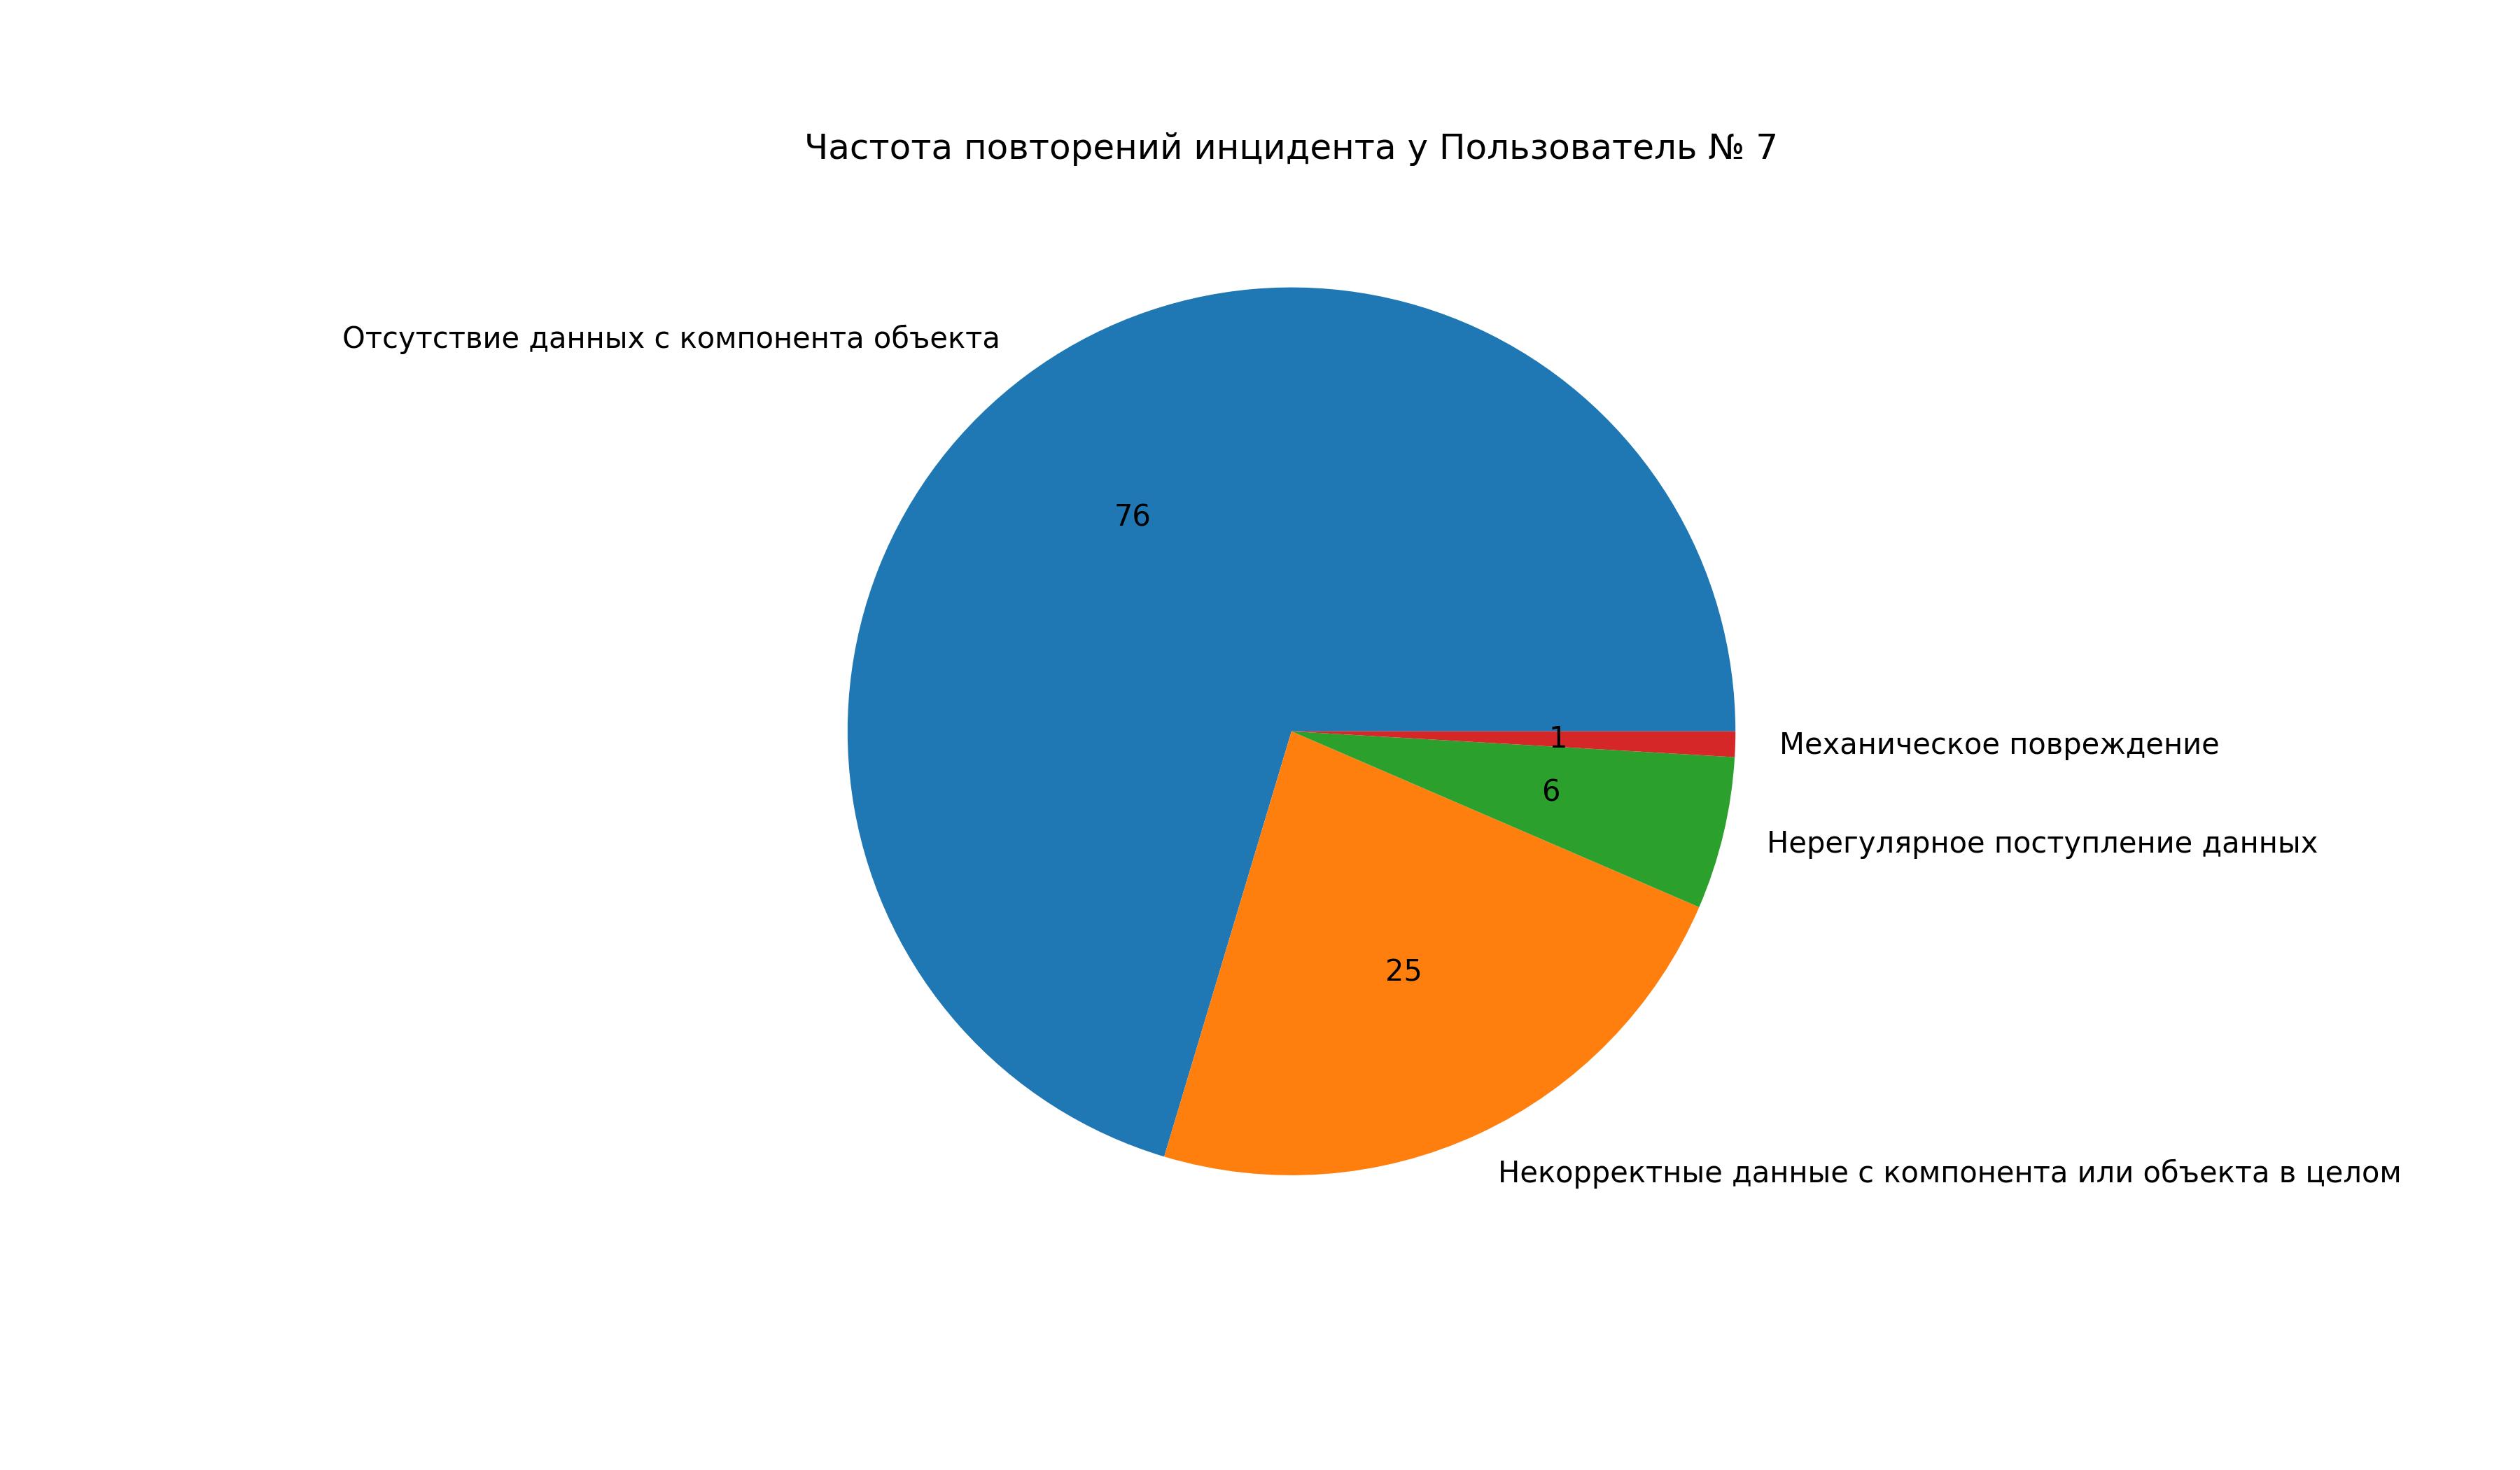 Частота повторений инцидента у Пользователь № 7
Отсутствие данных с компонента объекта
76
1
Механическое повреждение
6
Нерегулярное поступление данных
25
Некорректные данные с компонента или объекта в целом